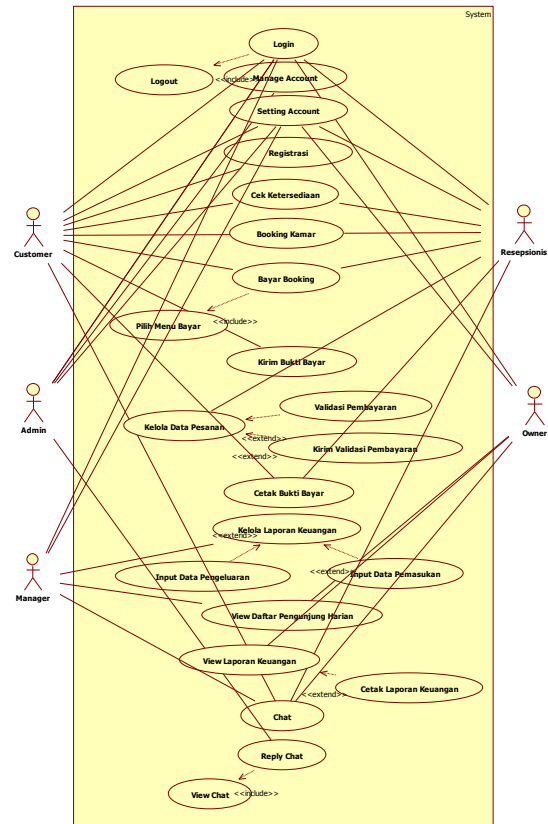 System
Login
Logout
<<include>>
Manage Account
Setting Account
Registrasi
Cek Ketersediaan
Customer
Resepsionis
Booking Kamar
Bayar Booking
Pilih Menu Bayar
<<include>>
Kirim Bukti Bayar
Admin
Owner
Validasi Pembayaran
Kelola Data Pesanan
<<extend>>
Kirim Validasi Pembayaran
<<extend>>
Cetak Bukti Bayar
Kelola Laporan Keuangan
<<extend>>
<<extend>>
Manager
Input Data Pengeluaran
Input Data Pemasukan
View Daftar Pengunjung Harian
View Laporan Keuangan
Cetak Laporan Keuangan
<<extend>>
Chat
Reply Chat
View Chat
<<include>>